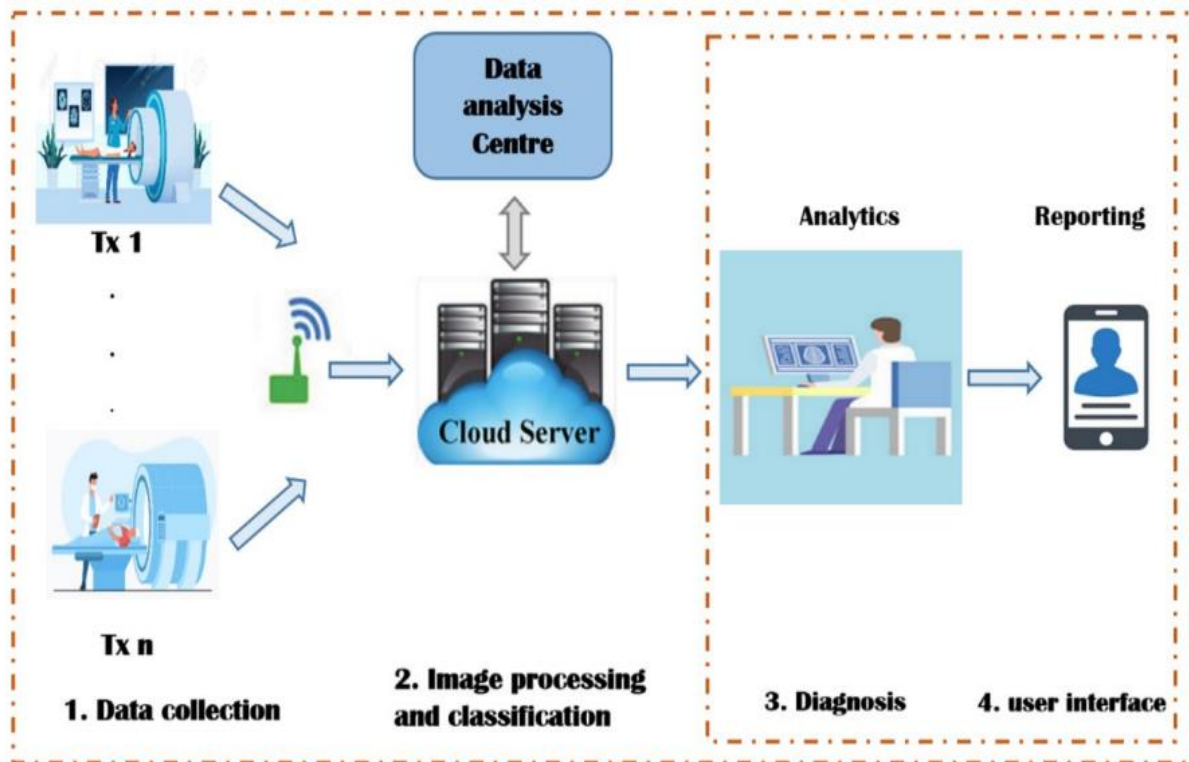 Data
analysis
Centre
Tx 1
Analytics
Reporting
Cloud Server
Tx n
1. Data collection
2. Image processing
and classification
3. Diagnosis
4. user interface